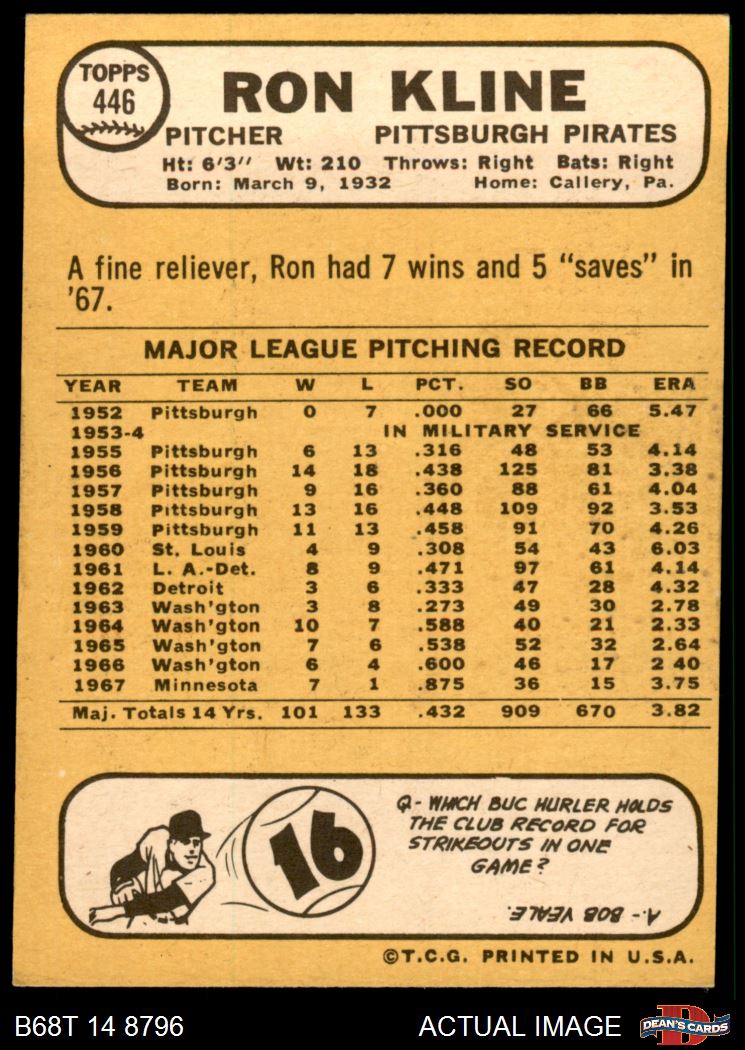 TOPPS
446
RON KLINE
PITCHER PITTSBURGH PIRATES
Ht: 6'3" Wt: 210 Throws: Right Bats: Right
Born: March 9, 1932 Home: Callery, Pa.
A fine reliever, Ron had 7 wins and 5 "saves" in
'67.
MAJOR LEAGUE PITCHING RECORD
YEAR TEAM W L PCT. SO BB ERA
1952 Pittsburgh 0 7 .000 27 66 5.47
1953-4 IN MILITARY SERVICE
1955 Pittsburgh 6 13 .316 48 53 4.14
1956 Pittsburgh 14 18 .438 125 81 3.38
1957 Pittsburgh 9 16 .360 88 61 4.04
1958 Pittsburgh 13 16 .448 109 92 3.53
1959 Pittsburgh 11 13 .458 91 70 4.26
1960 St. Louis 4 9 .308 54 43 6.03
1961 L. A.-Det. 8 9 .471 97 61 4.14
1962 Detroit 3 6 .333 47 28 4.32
1963 Wash'gton 3 8 .273 49 30 2.78
1964 Wash'gton 10 7 .588 40 21 2.33
1965 Wash'gton 7 6 .538 52 32 2.64
1966 Wash'gton 6 4 .600 46 17 2 40
1967 Minnesota 7 1 .875 36 15 3.75
Maj. Totals 14 Yrs. 101 133 .432 909 670 3.82
16
Q- WHICH BUC HURLER HOLDS
THE CLUB RECORD FOR
STRIKEOUTS IN ONE
GAME?
A- BOB VEALE.
©T.C.G. PRINTED IN U.S.A.
B68T 14 8796 ACTUAL IMAGE
D
DEAN'S CARDS